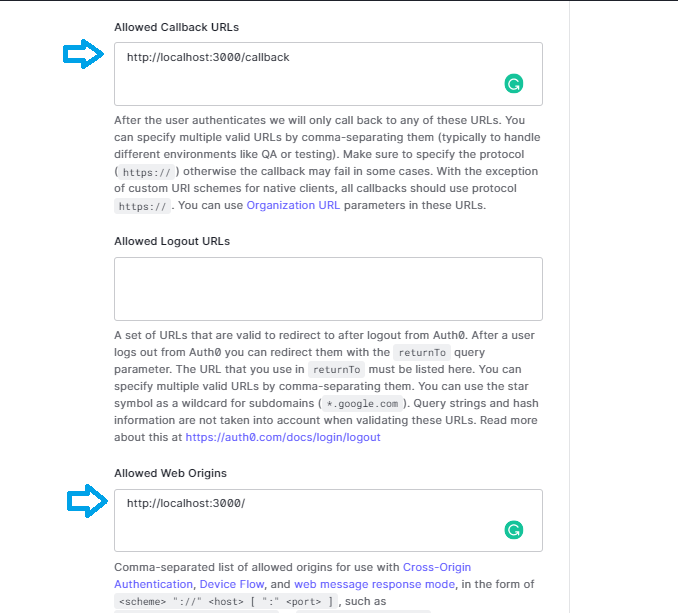 Allowed Callback URLs
http://localhost:3000/callback
After the user authenticates we will only call back to any of these URLs. You
can specify multiple valid URLs by comma-separating them (typically to handle
different environments like QA or testing). Make sure to specify the protocol
( https:// ) otherwise the callback may fail in some cases. With the exception
of custom URI schemes for native clients, all callbacks should use protocol
https:// . You can use Organization URL parameters in these URLs.
Allowed Logout URLs
A set of URLs that are valid to redirect to after logout from Auth0. After a user
logs out from Auth0 you can redirect them with the returnTo query
parameter. The URL that you use in returnTo must be listed here. You can
specify multiple valid URLs by comma-separating them. You can use the star
symbol as a wildcard for subdomains ( *.google.com ). Query strings and hash
information are not taken into account when validating these URLs. Read more
about this at https://auth0.com/docs/login/logout
Allowed Web Origins
http://localhost:3000/
Comma-separated list of allowed origins for use with Cross-Origin
Authentication, Device Flow, and web message response mode, in the form of
<scheme> "://" <host> [ ":" <port> ] , such as